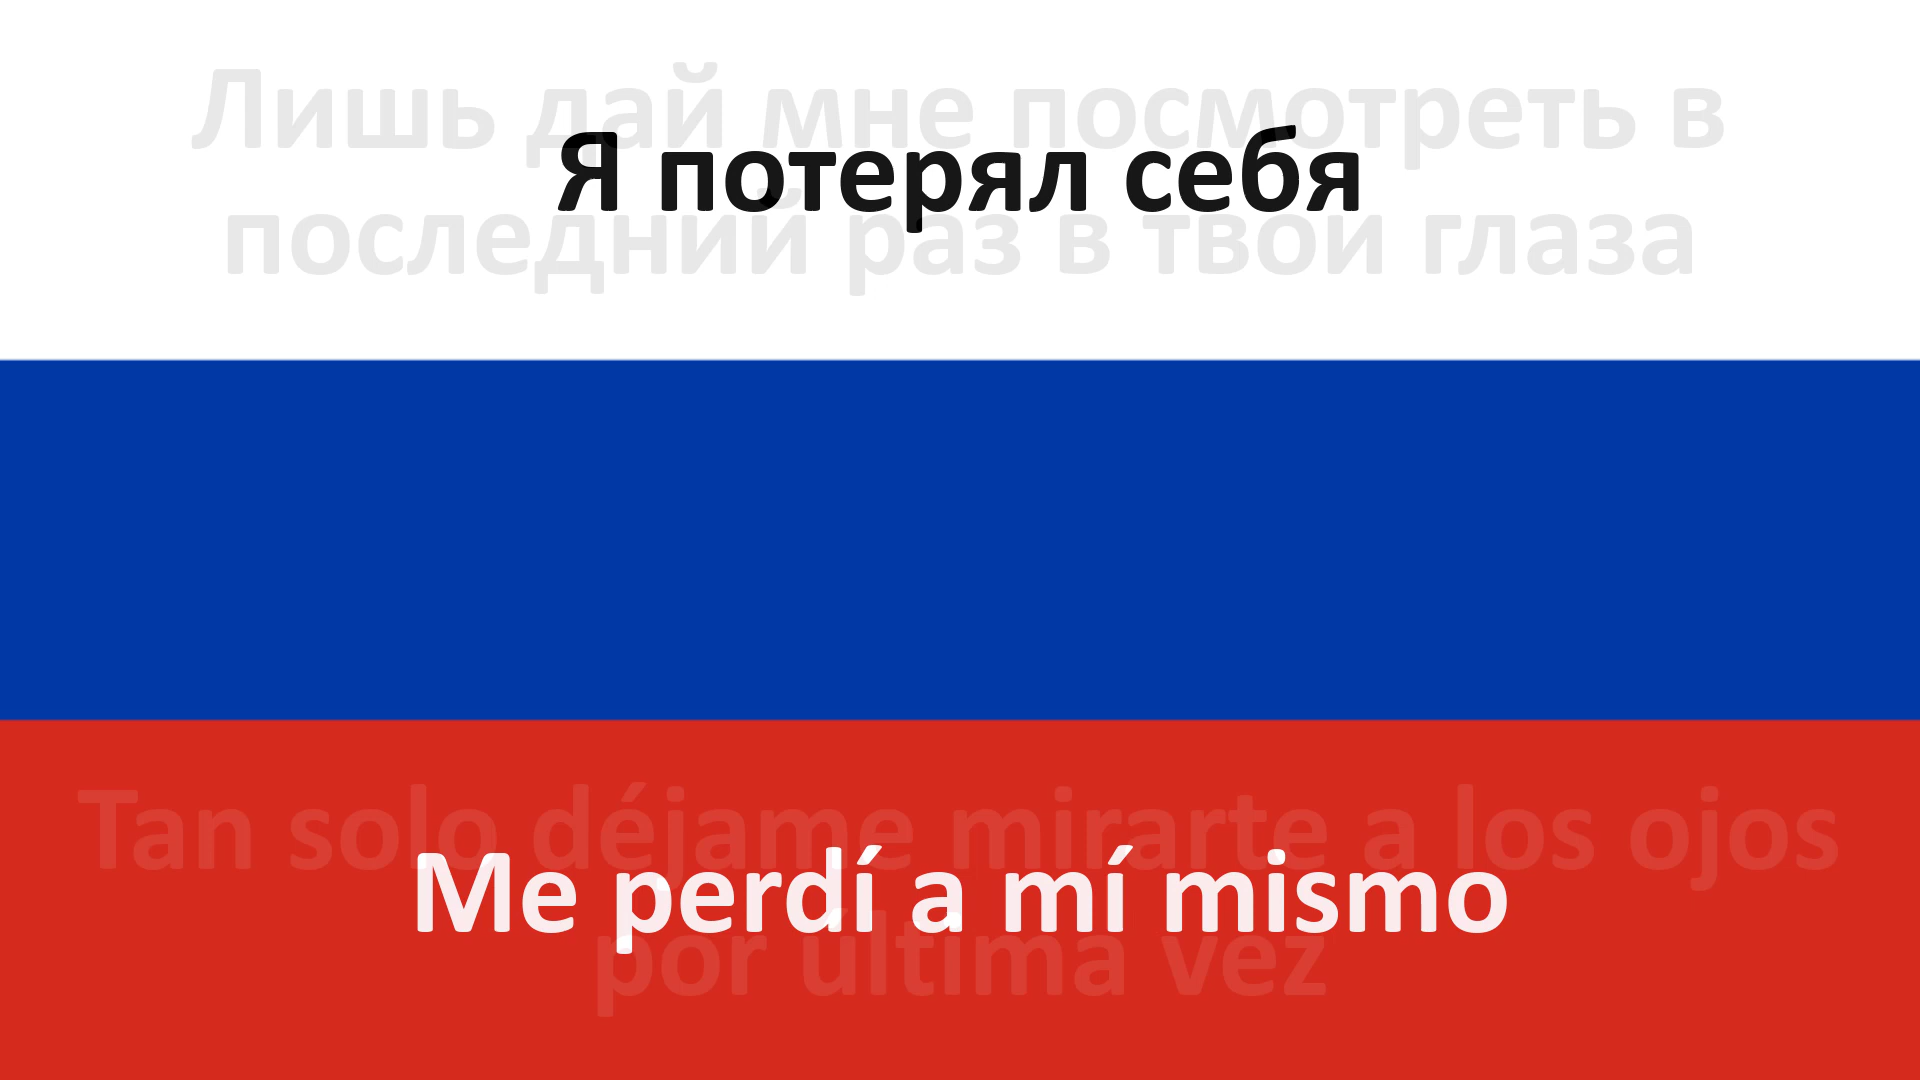 Лишь дай мне посмотреть в
Я потерял себя
последний раз в твои глаза
Tan solo déjame mirarte a los ojos
Me perdí a mí mismo
por última vez